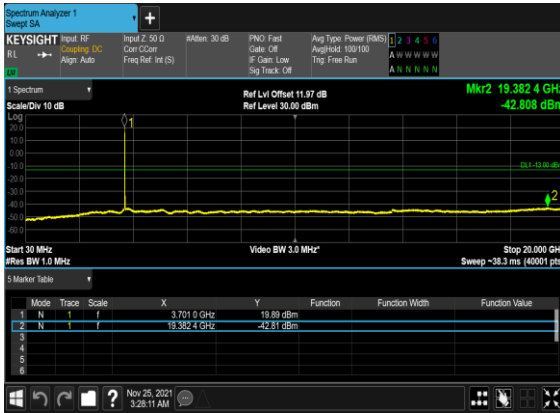 Spectrum Analyzer 1
Swept SA
KEYSIGHT Input: RF Input Z: 50 Ω #Atten: 30 dB PNO: Fast Avg Type: Power (RMS) 1 2 3 4 5 6
RL Coupling: DC Corr CCorr Gate: Off Avg|Hold: 100/100 A W W W W W
Align: Auto Freq Ref: Int (S) IF Gain: Low Trig: Free Run
Sig Track: Off A N N N N N
1 Spectrum Ref Lvl Offset 11.97 dB Mkr2 19.382 4 GHz
Scale/Div 10 dB Ref Level 30.00 dBm -42.808 dBm
Log
20.0
10.0
0.00
-10.0
-20.0
-30.0
-40.0
-50.0
-60.0
1
DL1 -13.00 dBm
2
Start 30 MHz Video BW 3.0 MHz* Stop 20.000 GHz
#Res BW 1.0 MHz Sweep ~38.3 ms (40001 pts)
5 Marker Table
Mode Trace Scale X Y Function Function Width Function Value
1 N 1 f 3.701 0 GHz 19.89 dBm
2 N 1 f 19.382 4 GHz -42.81 dBm
3
4
5
6
? Nov 25, 2021
3:28:11 AM